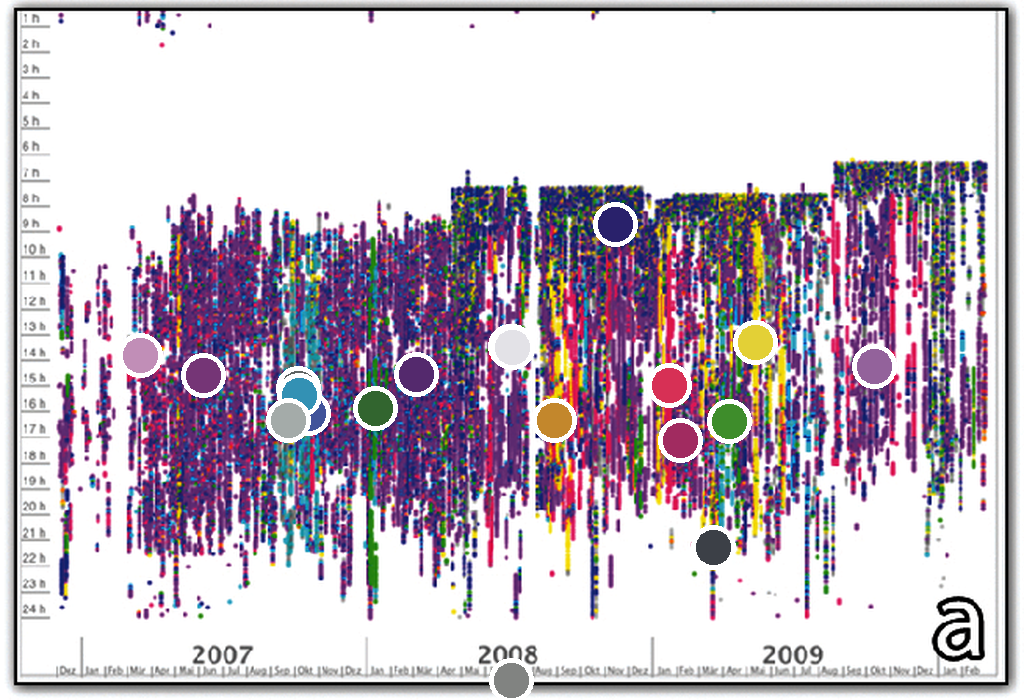 1 h
2 h
3 h
4 h
5 h
6 h
7 h
8 h
9 h
10 h
11 h
12 h
13 h
14 h
15 h
16 h
17 h
18 h
19 h
20 h
21 h
22 h
23 h
24 h
a
2007 2008 2009
|Dez |Jan |Feb |Mär |Apr |Mai |Jun |Jul |Aug |Sep |Okt |Nov |Dez |Jan |Feb |Mär |Apr |Mai |Aug |Sep |Okt |Nov |Dez |Jan |Feb |Mär |Apr |Mai |Jun |Jul |Aug |Sep |Okt |Nov |Dez |Jan |Feb